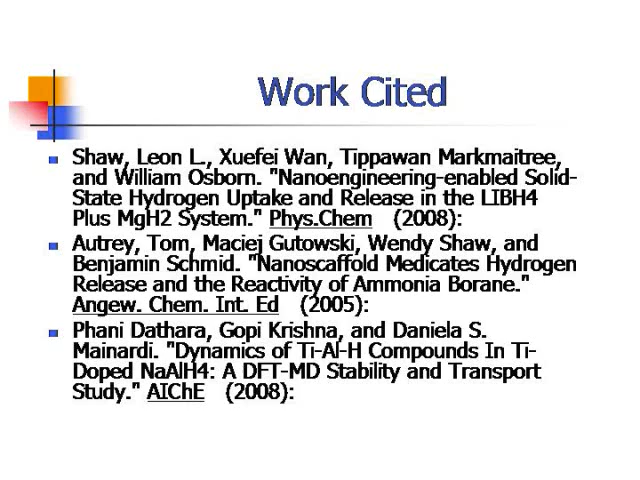 Work Cited
Shaw, Leon L., Xuefei Wan, Tippawan Markmaitree,
and William Osborn. "Nanoengineering-enabled Solid-
State Hydrogen Uptake and Release in the LIBH4
Plus MgH2 System." Phys.Chem (2008):
Autrey, Tom, Maciej Gutowski, Wendy Shaw, and
Benjamin Schmid. "Nanoscaffold Medicates Hydrogen
Release and the Reactivity of Ammonia Borane."
Angew. Chem. Int. Ed (2005):
Phani Dathara, Gopi Krishna, and Daniela S.
Mainardi. "Dynamics of Ti-Al-H Compounds In Ti-
Doped NaAlH4: A DFT-MD Stability and Transport
Study." AIChE (2008):